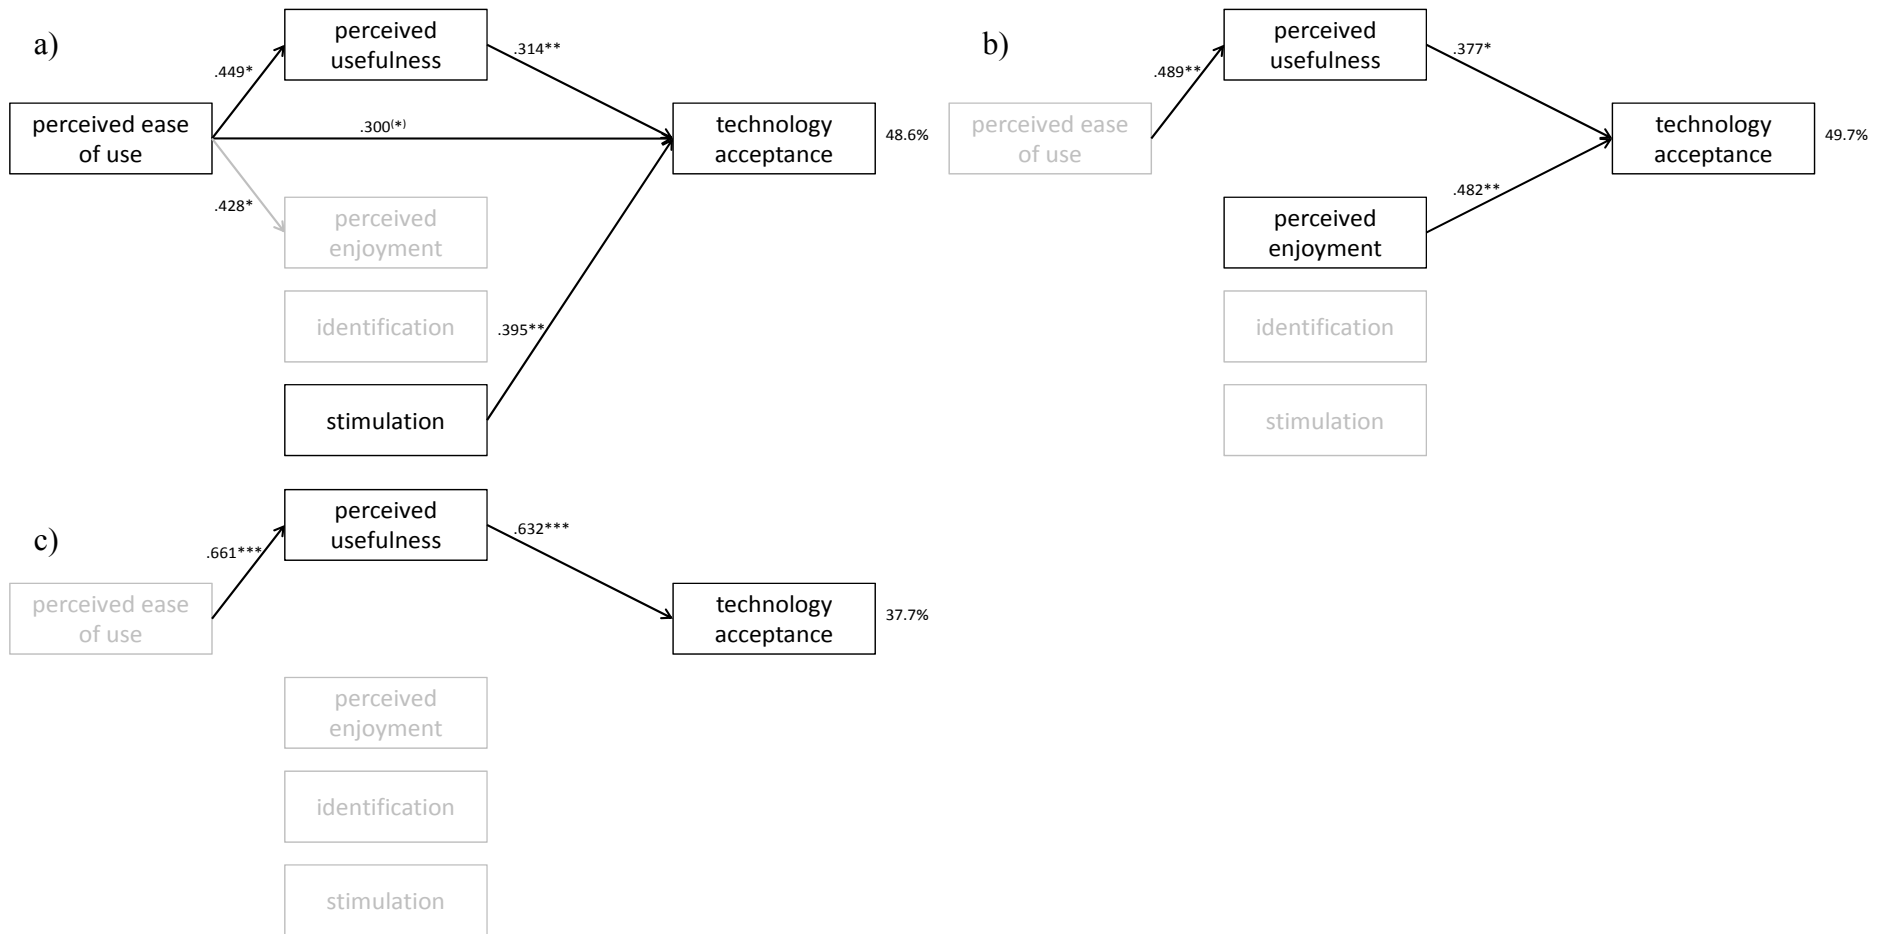 a)
perceived
usefulness
.449*
.314**
perceived ease
of use
.300(*)
technology
acceptance
48.6%
.428*
perceived
enjoyment
identification
.395**
stimulation
b)
perceived
usefulness
.489**
.377*
perceived ease
of use
technology
acceptance
49.7%
.482**
perceived
enjoyment
identification
stimulation
c)
perceived
usefulness
.661***
.632***
perceived ease
of use
technology
acceptance
37.7%
perceived
enjoyment
identification
stimulation